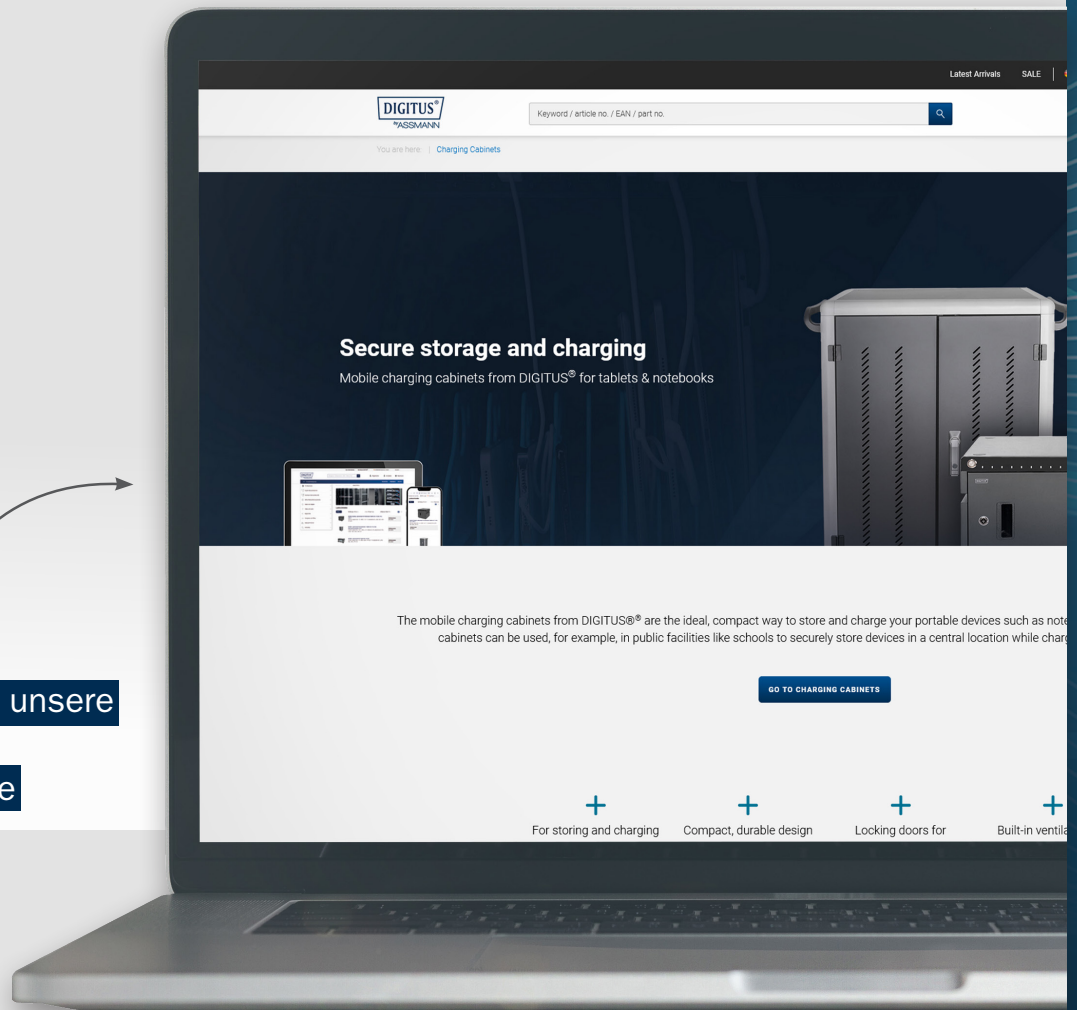 Latest Arrivals SALE
DIGITUS®
by ASSMANN
Keyword / article no. / EAN / part no.
You are here: | Charging Cabinets
Secure storage and charging
Mobile charging cabinets from DIGITUS® for tablets & notebooks
The mobile charging cabinets from DIGITUS®® are the ideal, compact way to store and charge your portable devices such as note
cabinets can be used, for example, in public facilities like schools to securely store devices in a central location while char
GO TO CHARGING CABINETS
unsere
e
For storing and charging
Compact, durable design
Locking doors for
Built-in ventila